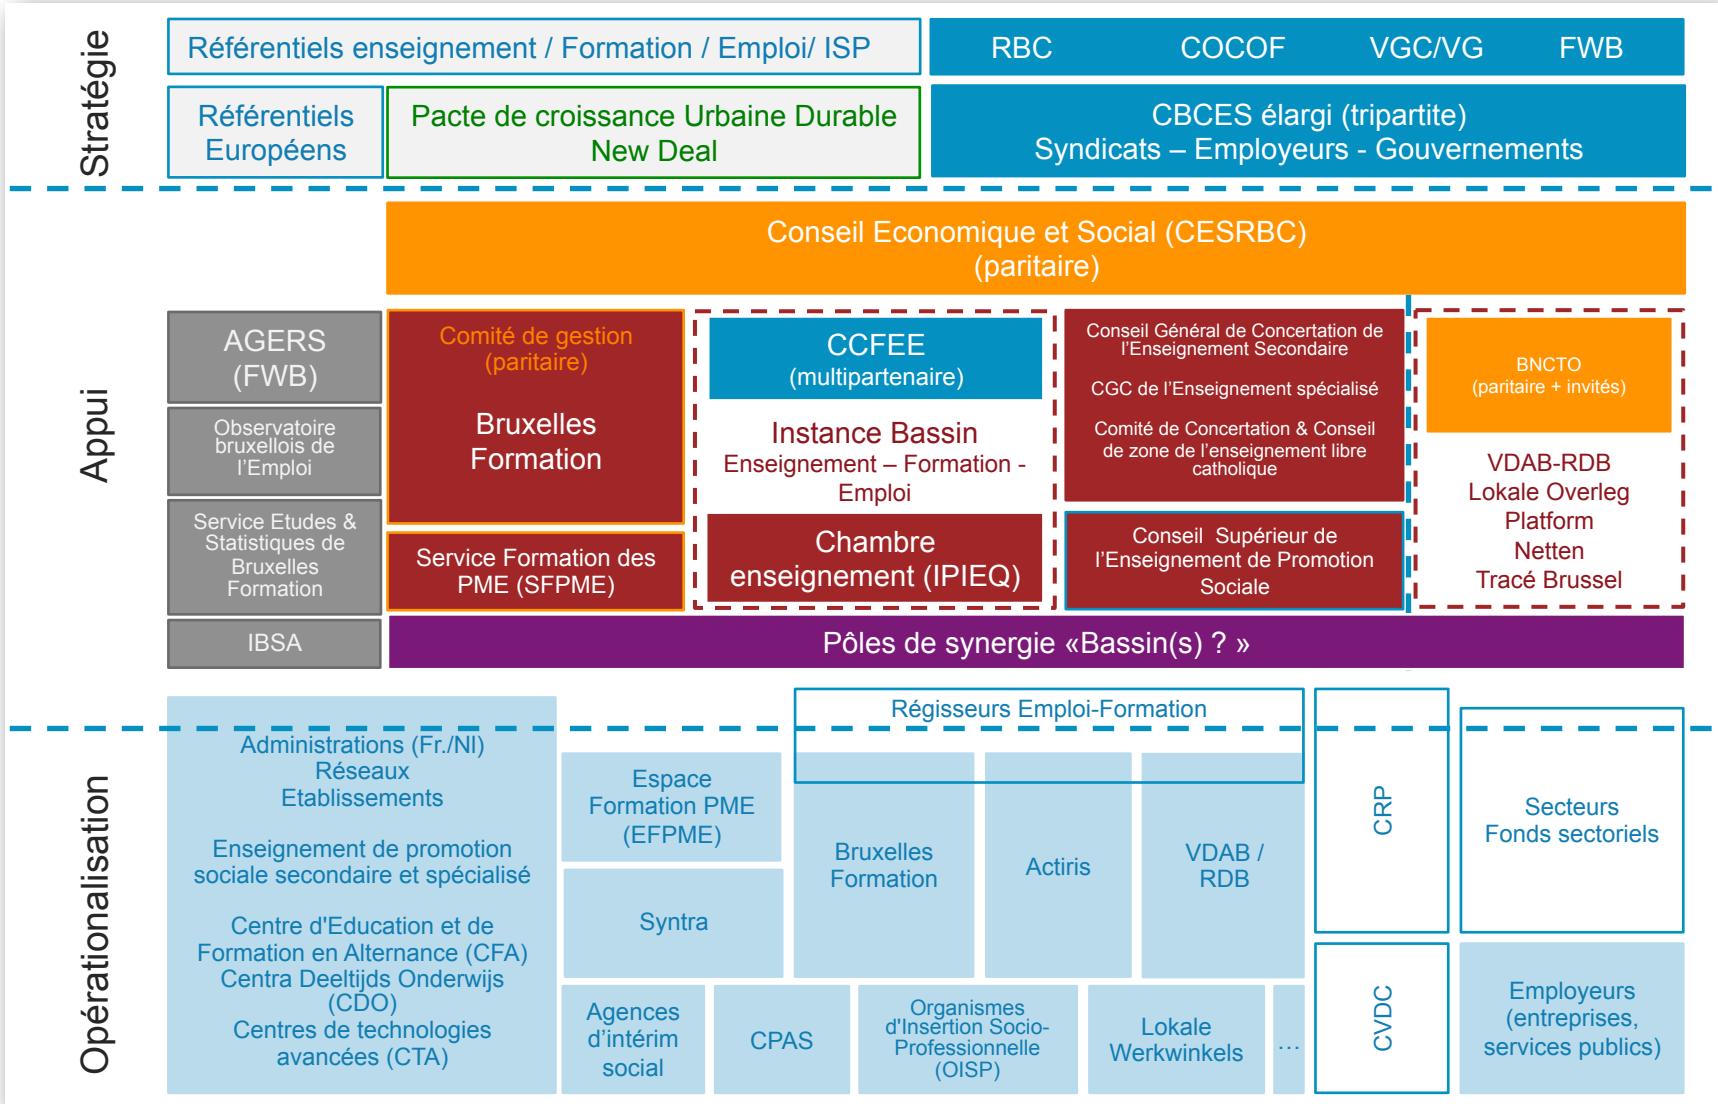 Stratégie
Référentiels enseignement / Formation / Emploi/ ISP
RBC COCOF VGC/VG FWB
Référentiels
Européens
Pacte de croissance Urbaine Durable
New Deal
CBCES élargi (tripartite)
Syndicats – Employeurs - Gouvernements
Appui
Conseil Economique et Social (CESRBC)
(paritaire)
AGERS
(FWB)
Observatoire
bruxellois de
l'Emploi
Service Etudes &
Statistiques de
Bruxelles
Formation
IBSA
Comité de gestion
(paritaire)
Bruxelles
Formation
Service Formation des
PME (SFPME)
CCFEE
(multipartenaire)
Instance Bassin
Enseignement – Formation -
Emploi
Chambre
enseignement (IPIEQ)
Conseil Général de Concertation de
l'Enseignement Secondaire
CGC de l'Enseignement spécialisé
Comité de Concertation & Conseil
de zone de l'enseignement libre
catholique
Conseil Supérieur de
l'Enseignement de Promotion
Sociale
BNCTO
(paritaire + invités)
VDAB-RDB
Lokale Overleg
Platform
Netten
Tracé Brussel
Pôles de synergie «Bassin(s) ? »
Opérationalisation
Administrations (Fr./Nl)
Réseaux
Etablissements
Enseignement de promotion
sociale secondaire et spécialisé
Centre d'Education et de
Formation en Alternance (CFA)
Centra Deeltijds Onderwijs
(CDO)
Centres de technologies
avancées (CTA)
Régisseurs Emploi-Formation
Espace
Formation PME
(EFPME)
Syntra
Bruxelles
Formation
Actiris
VDAB /
RDB
CRP
Secteurs
Fonds sectoriels
Agences
d'intérim
social
CPAS
Organismes
d'Insertion Socio-
Professionnelle
(OISP)
Lokale
Werkwinkels
...
CVDC
Employeurs
(entreprises,
services publics)